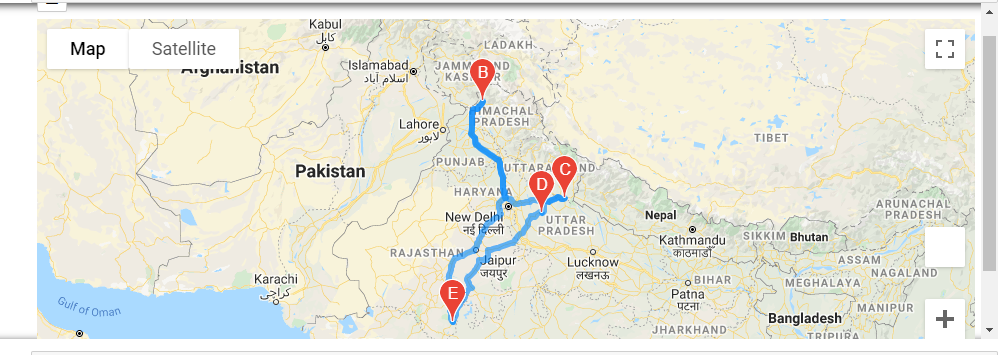 Map
Satellite
Kabul
کابل
Afghanistan
Islamabad
اسلام آباد
LADAKH
JAMMU AND
KASHMIR
B
HIMACHAL
PRADESH
Lahore
لاہور
TIBET
PUNJAB
UTTARAKHAND
Pakistan
C
D
HARYANA
New Delhi
नई दिल्ली
UTTAR
PRADESH
Nepal
ARUNACHAL
PRADESH
Kathmandu
काठमाडौं
SIKKIM
Bhutan
RAJASTHAN
Jaipur
जयपुर
Lucknow
लखनऊ
ASSAM
NAGALAND
Karachi
کراچی
E
BIHAR
Patna
पटना
MEGHALAYA
Gulf of Oman
MANIPUR
Bangladesh
JHARKHAND
TRIPURA
MIZORAM